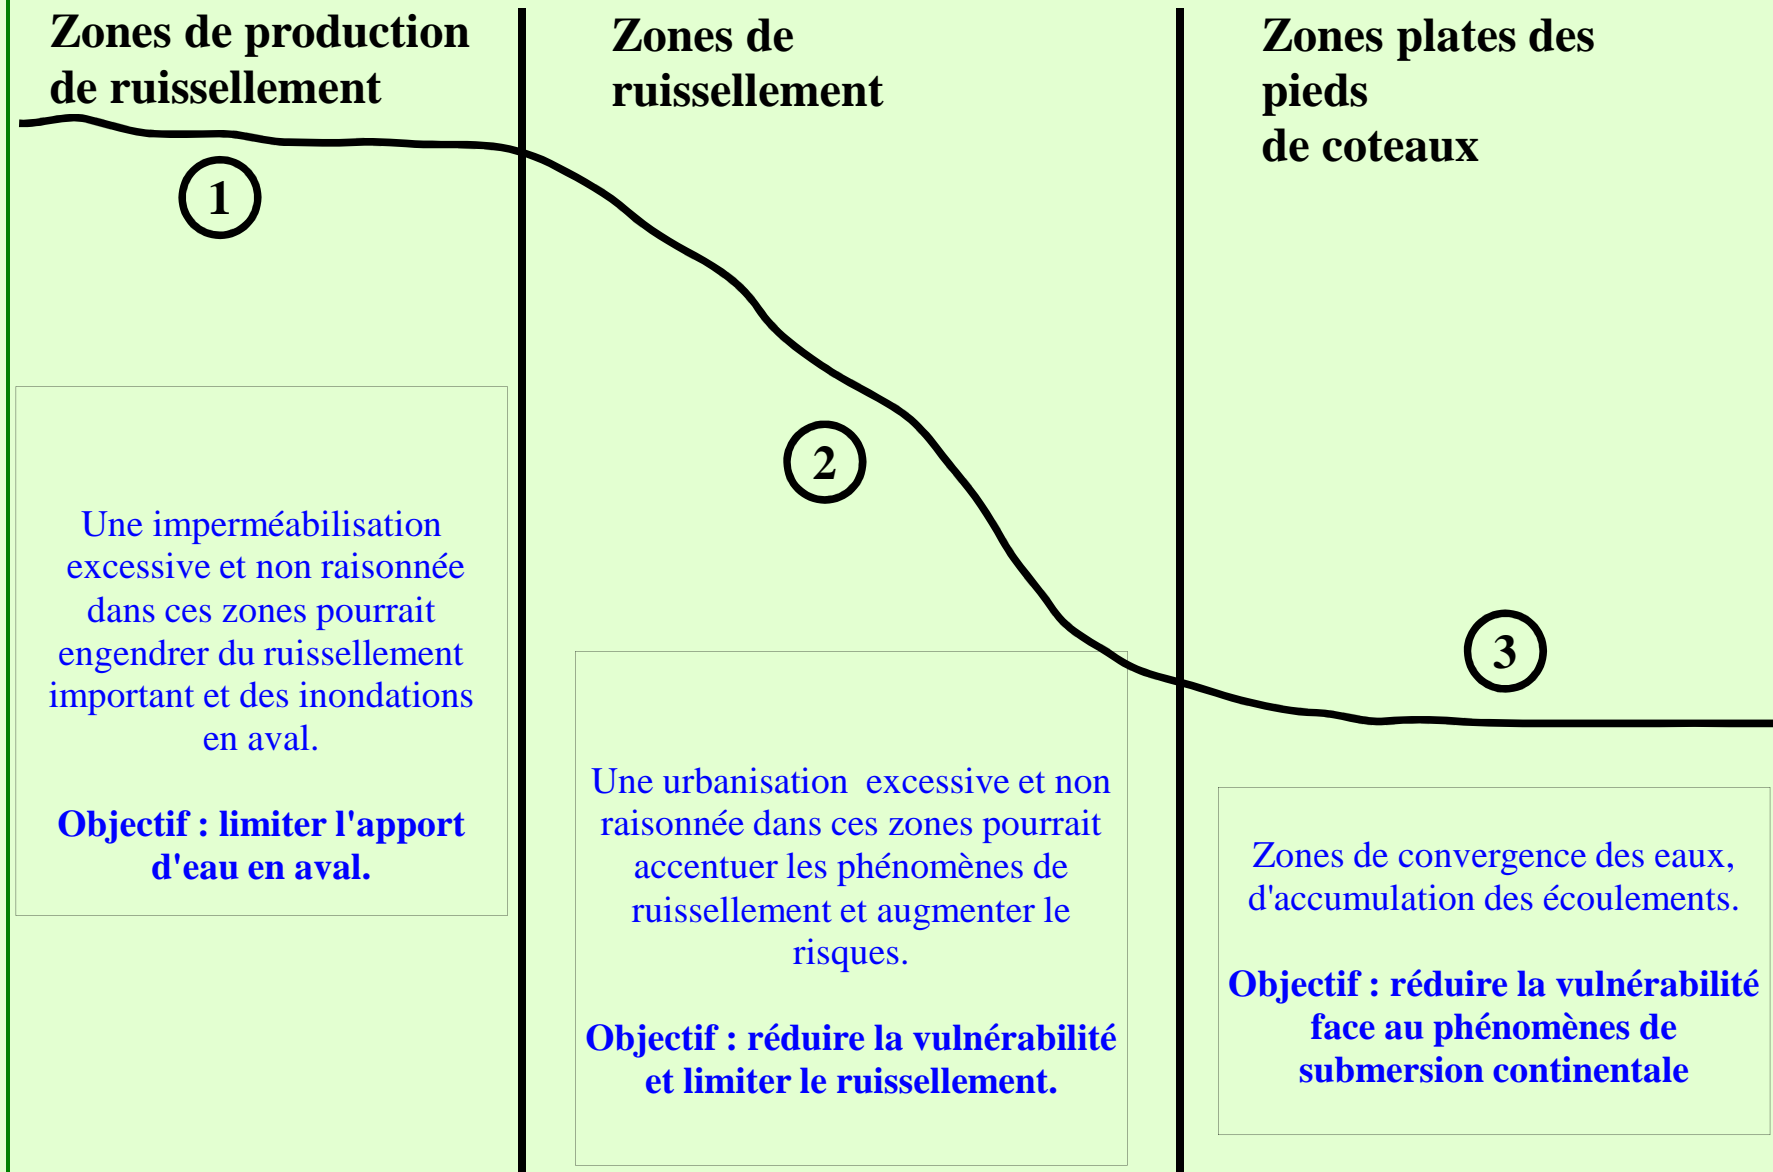 Zones de production
de ruissellement
1
Une imperméabilisation
excessive et non raisonnée
dans ces zones pourrait
engendrer du ruissellement
important et des inondations
en aval.
Objectif : limiter l'apport
d'eau en aval.
Zones de
ruissellement
2
Une urbanisation  excessive et non
raisonnée dans ces zones pourrait
accentuer les phénomènes de
ruissellement et augmenter le
risques.
Objectif : réduire la vulnérabilité
et limiter le ruissellement.
Zones plates des
pieds
de coteaux
3
Zones de convergence des eaux,
d'accumulation des écoulements.
Objectif : réduire la vulnérabilité
face au phénomènes de
submersion continentale